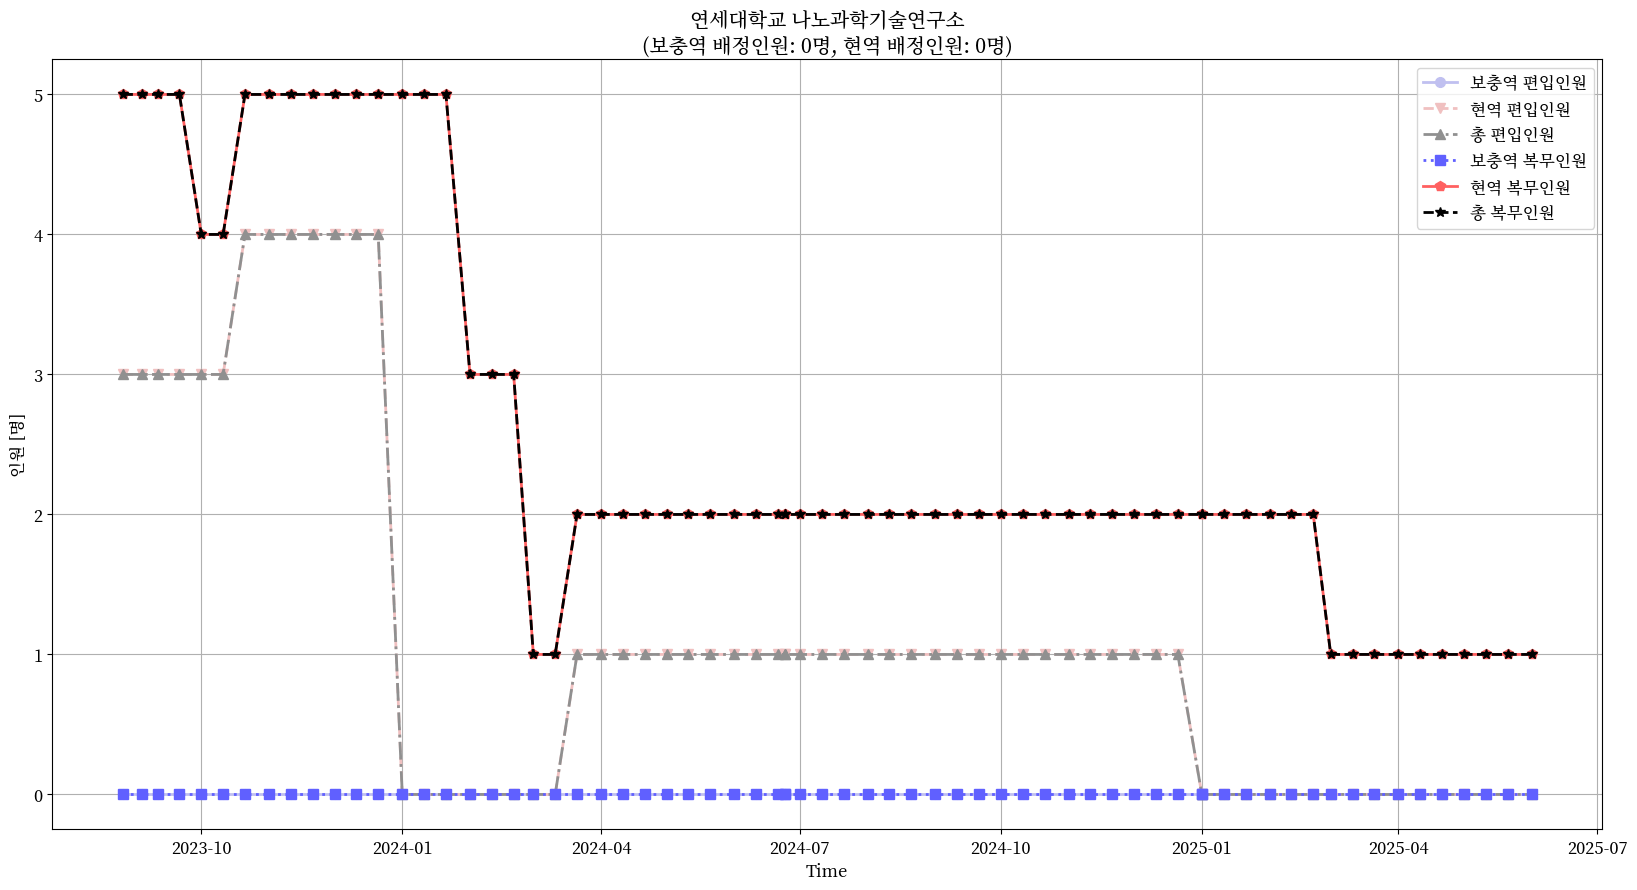 연세대학교 나노과학기술연구소
(보충역 배정인원: 0명, 현역 배정인원: 0명)
보충역 편입인원
현역 편입인원
총 편입인원
보충역 복무인원
현역 복무인원
총 복무인원
인원 [명]
5
4
3
2
1
0
2023-10
2024-01
2024-04
2024-07
2024-10
2025-01
2025-04
2025-07
Time